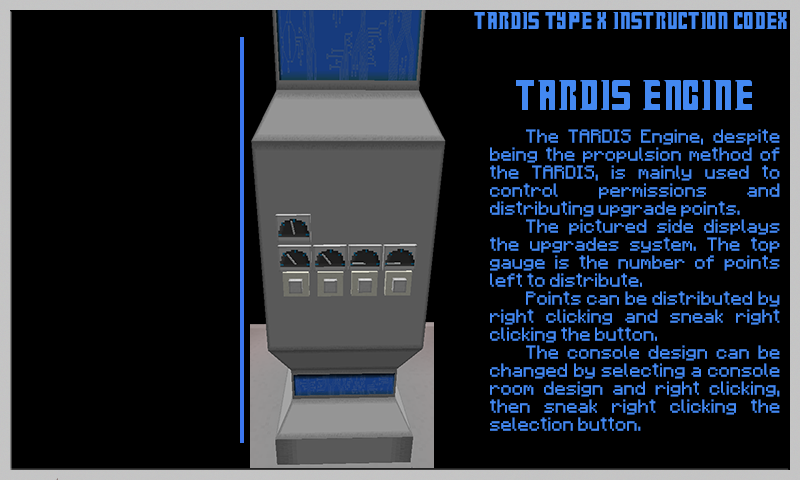 TARDIS TYPE X INSTRUCTION CODEX
TARDIS ENGINE
The TARDIS Engine, despite
being the propulsion method of
the TARDIS, is mainly used to
control permissions and
distributing upgrade points.
The pictured side displays
the upgrades system. The top
gauge is the number of points
left to distribute.
Points can be distributed by
right clicking and sneak right
clicking the button.
The console design can be
changed by selecting a console
room design and right clicking,
then sneak right clicking the
selection button.